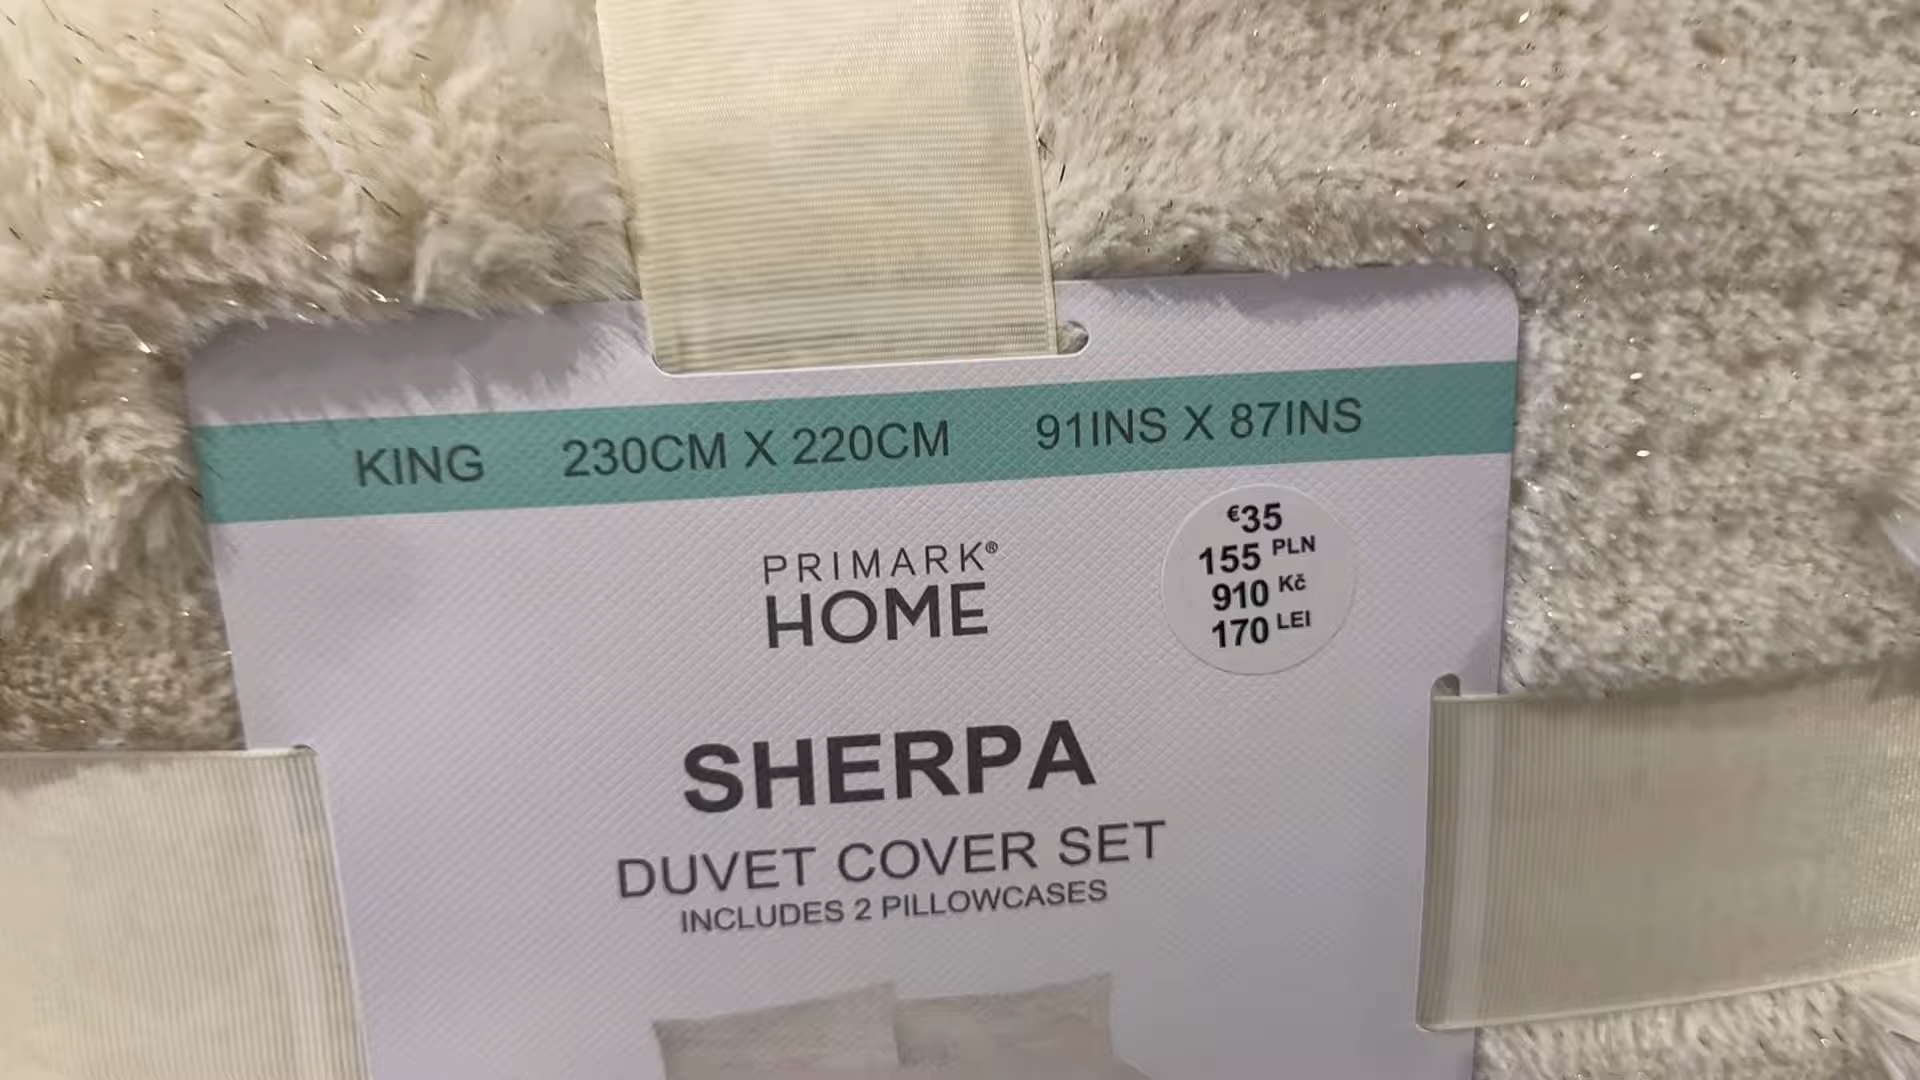 KING 230CM X 220CM 91INS X 87INS
PRIMARK®
HOME
€35
155 PLN
910 Kč
170 LEI
SHERPA
DUVET COVER SET
INCLUDES 2 PILLOWCASES